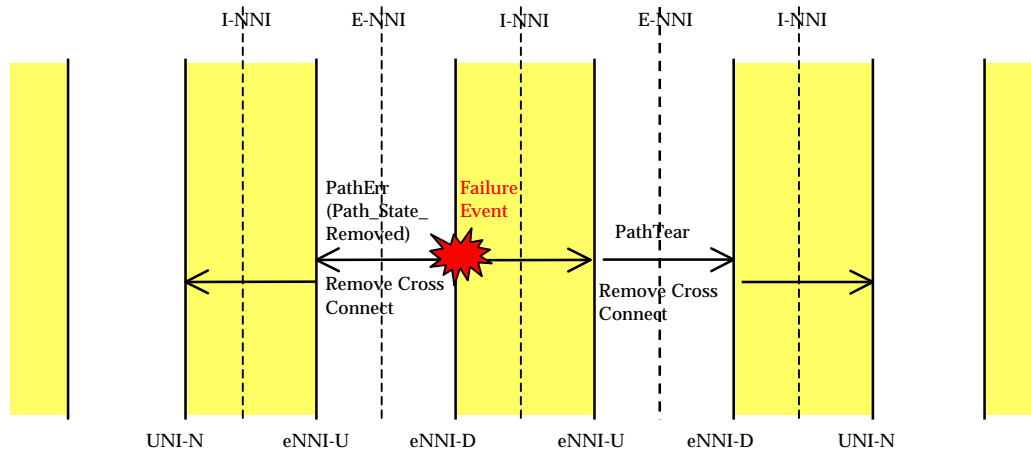 I-NNI
E-NNI
I-NNI
E-NNI
I-NNI
PathErr
(Path_State_
Removed)
Failure
Event
PathTear
Remove Cross
Connect
Remove Cross
Connect
UNI-N
eNNI-U
eNNI-D
eNNI-U
eNNI-D
UNI-N